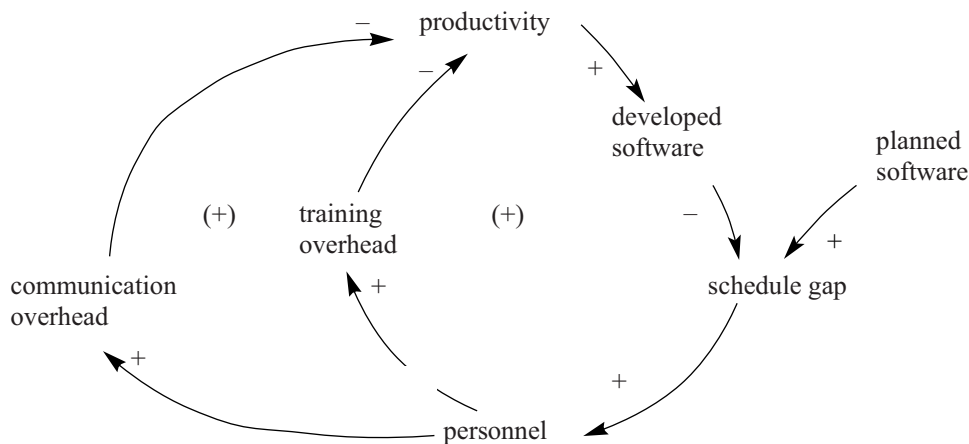 –
productivity
–
+
developed
software
planned
software
(+)
training
overhead
(+)
–
+
communication
overhead
+
schedule gap
+
+
personnel